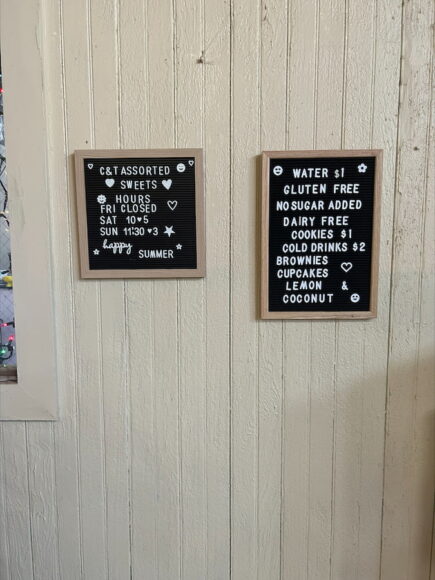 C&T ASSORTED
SWEETS
HOURS
FRI CLOSED
SAT 10♥5
SUN 11:30♥3
happy
SUMMER
WATER $1
GLUTEN FREE
NO SUGAR ADDED
DAIRY FREE
COOKIES $1
COLD DRINKS $2
BROWNIES
CUPCAKES
LEMON &
COCONUT